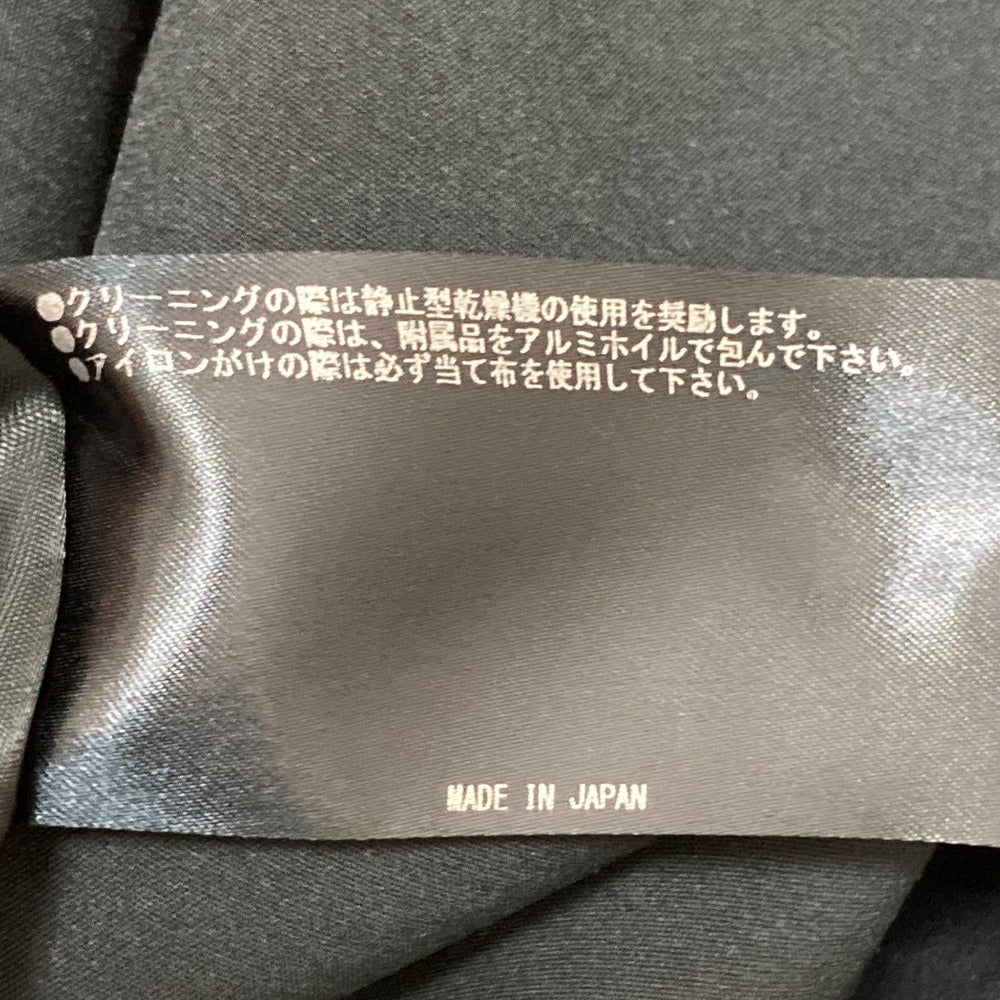 ●クリーニングの際は静止型乾燥機の使用を奨励します。
●クリーニングの際は、附属品をアルミホイルで包んで下さい。
●アイロンがけの際は必ず当て布を使用して下さい。
MADE IN JAPAN